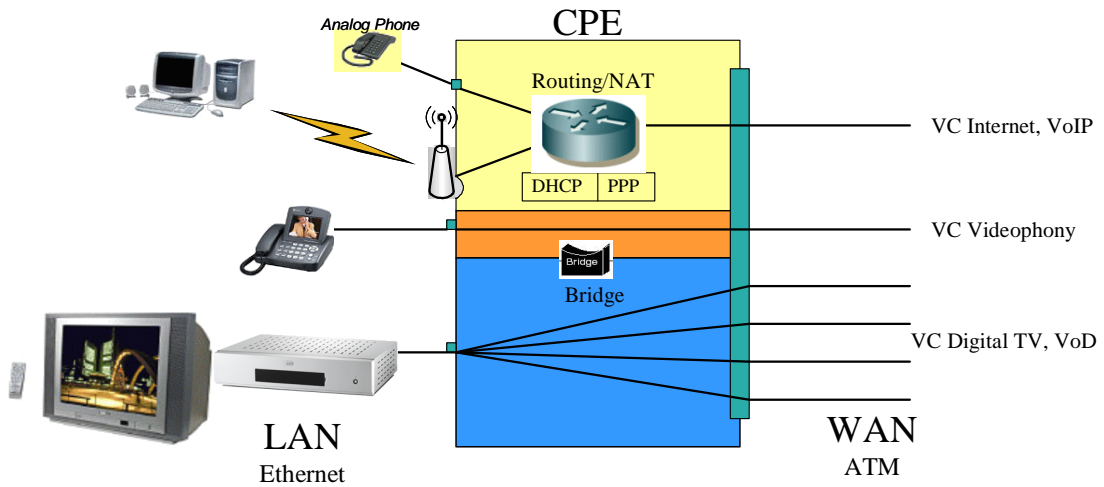 CPE
Analog Phone
Routing/NAT
DHCP PPP
VC Internet, VoIP
VC Videophony
Bridge
Bridge
VC Digital TV, VoD
LAN
Ethernet
WAN
ATM